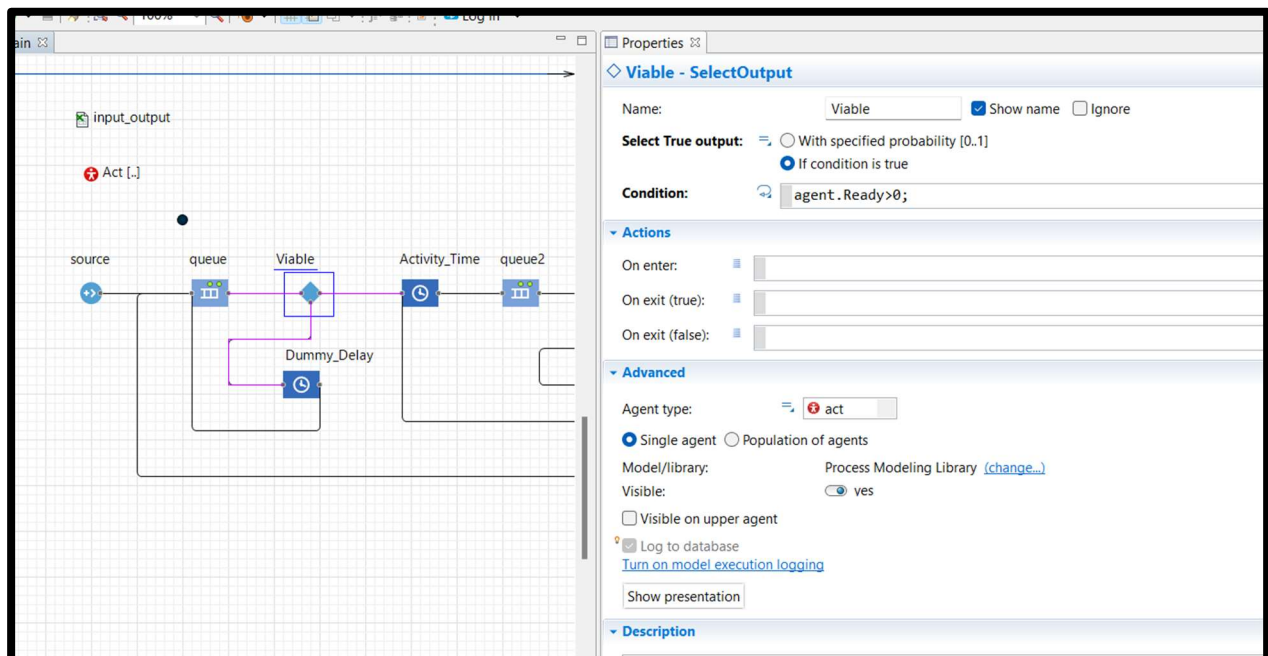 100%
Log in
ain
Properties
Viable - SelectOutput
input_output
Act [..]
source
queue
Viable
Activity_Time
queue2
Dummy_Delay
Name:
Viable
Show name
Ignore
Select True output:
With specified probability [0..1]
If condition is true
Condition:
agent.Ready>0;
Actions
On enter:
On exit (true):
On exit (false):
Advanced
Agent type:
act
Single agent
Population of agents
Model/library:
Process Modeling Library (change...)
Visible:
yes
Visible on upper agent
Log to database
Turn on model execution logging
Show presentation
Description